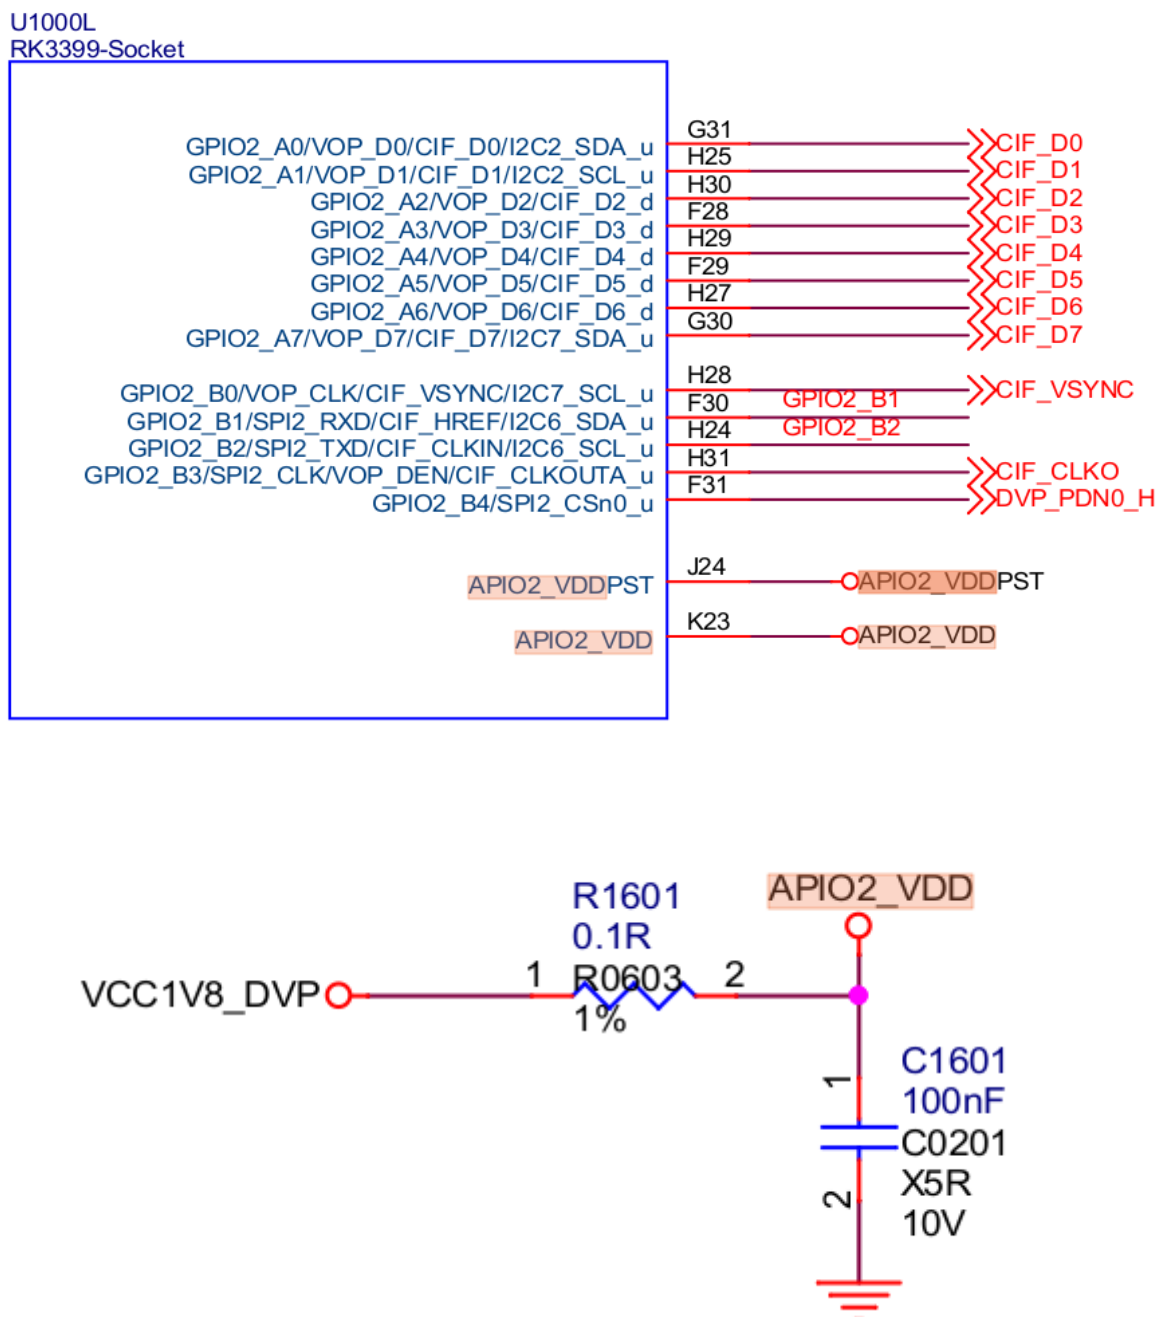 U1000L
RK3399-Socket
GPIO2_A0/VOP_D0/CIF_D0/I2C2_SDA_u G31 CIF_D0
GPIO2_A1/VOP_D1/CIF_D1/I2C2_SCL_u H25 CIF_D1
GPIO2_A2/VOP_D2/CIF_D2_d H30 CIF_D2
GPIO2_A3/VOP_D3/CIF_D3_d F28 CIF_D3
GPIO2_A4/VOP_D4/CIF_D4_d H29 CIF_D4
GPIO2_A5/VOP_D5/CIF_D5_d F29 CIF_D5
GPIO2_A6/VOP_D6/CIF_D6_d H27 CIF_D6
GPIO2_A7/VOP_D7/CIF_D7/I2C7_SDA_u G30 CIF_D7
GPIO2_B0/VOP_CLK/CIF_VSYNC/I2C7_SCL_u H28 CIF_VSYNC
GPIO2_B1/SPI2_RXD/CIF_HREF/I2C6_SDA_u F30 GPIO2_B1
GPIO2_B2/SPI2_TXD/CIF_CLKIN/I2C6_SCL_u H24 GPIO2_B2
GPIO2_B3/SPI2_CLK/VOP_DEN/CIF_CLKOUTA_u H31 CIF_CLKO
GPIO2_B4/SPI2_CSn0_u F31 DVP_PDN0_H
APIO2_VDDPST J24 APIO2_VDDPST
APIO2_VDD K23 APIO2_VDD
R1601
0.1R
R0603
1%
VCC1V8_DVP 1 2
APIO2_VDD
1
2
C1601
100nF
C0201
X5R
10V